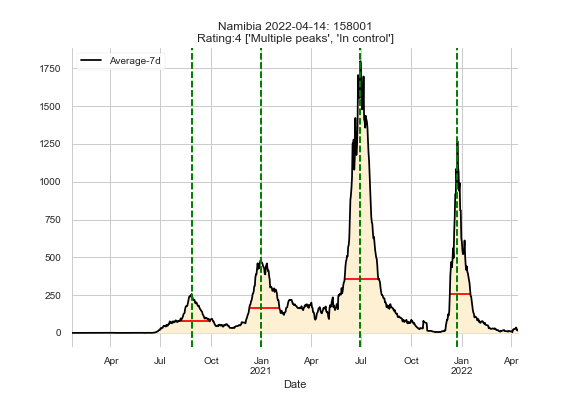 Namibia 2022-04-14: 158001
Rating:4 ['Multiple peaks', 'In control']
Average-7d
1750
1500
1250
1000
750
500
250
0
Apr Jul Oct Jan Apr Jul Oct Jan Apr
2021 2022
Date